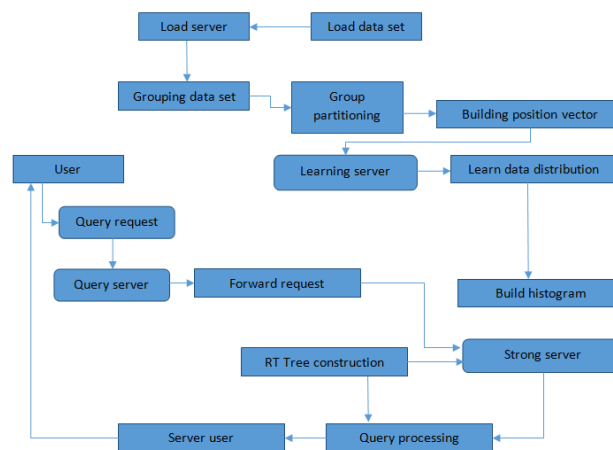 Load server
Load data set
Grouping data set
Group
partitioning
Building position vector
User
Learning server
Learn data distribution
Query request
Query server
Forward request
Build histogram
RT Tree construction
Strong server
Server user
Query processing